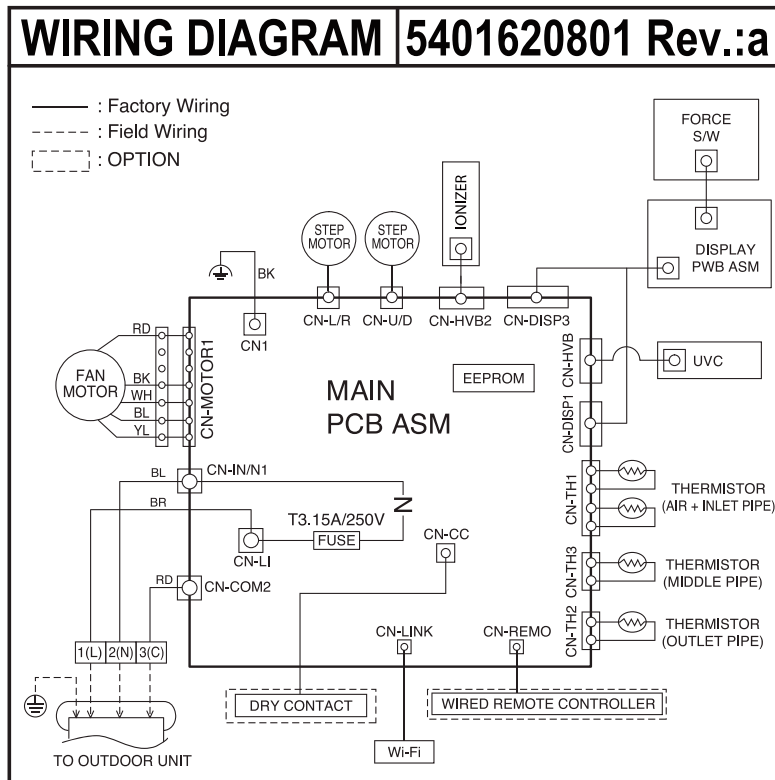 WIRING DIAGRAM 5401620801 Rev.:a
: Factory Wiring
: Field Wiring
: OPTION
FORCE
S/W
DISPLAY
PWB ASM
IONIZER
STEP
MOTOR
STEP
MOTOR
BK
CN1
CN-L/R
CN-U/D
CN-HVB2
CN-DISP3
CN-HVB
UVC
RD
FAN
MOTOR
BK
WH
BL
YL
CN-MOTOR1
MAIN
PCB ASM
EEPROM
CN-DISP1
BL
CN-IN/N1
BR
T3.15A/250V
FUSE
N
CN-LI
CN-CC
CN-TH1
THERMISTOR
(AIR + INLET PIPE)
CN-TH3
THERMISTOR
(MIDDLE PIPE)
RD
CN-COM2
CN-TH2
THERMISTOR
(OUTLET PIPE)
CN-LINK
CN-REMO
1(L) 2(N) 3(C)
DRY CONTACT
WIRED REMOTE CONTROLLER
Wi-Fi
TO OUTDOOR UNIT